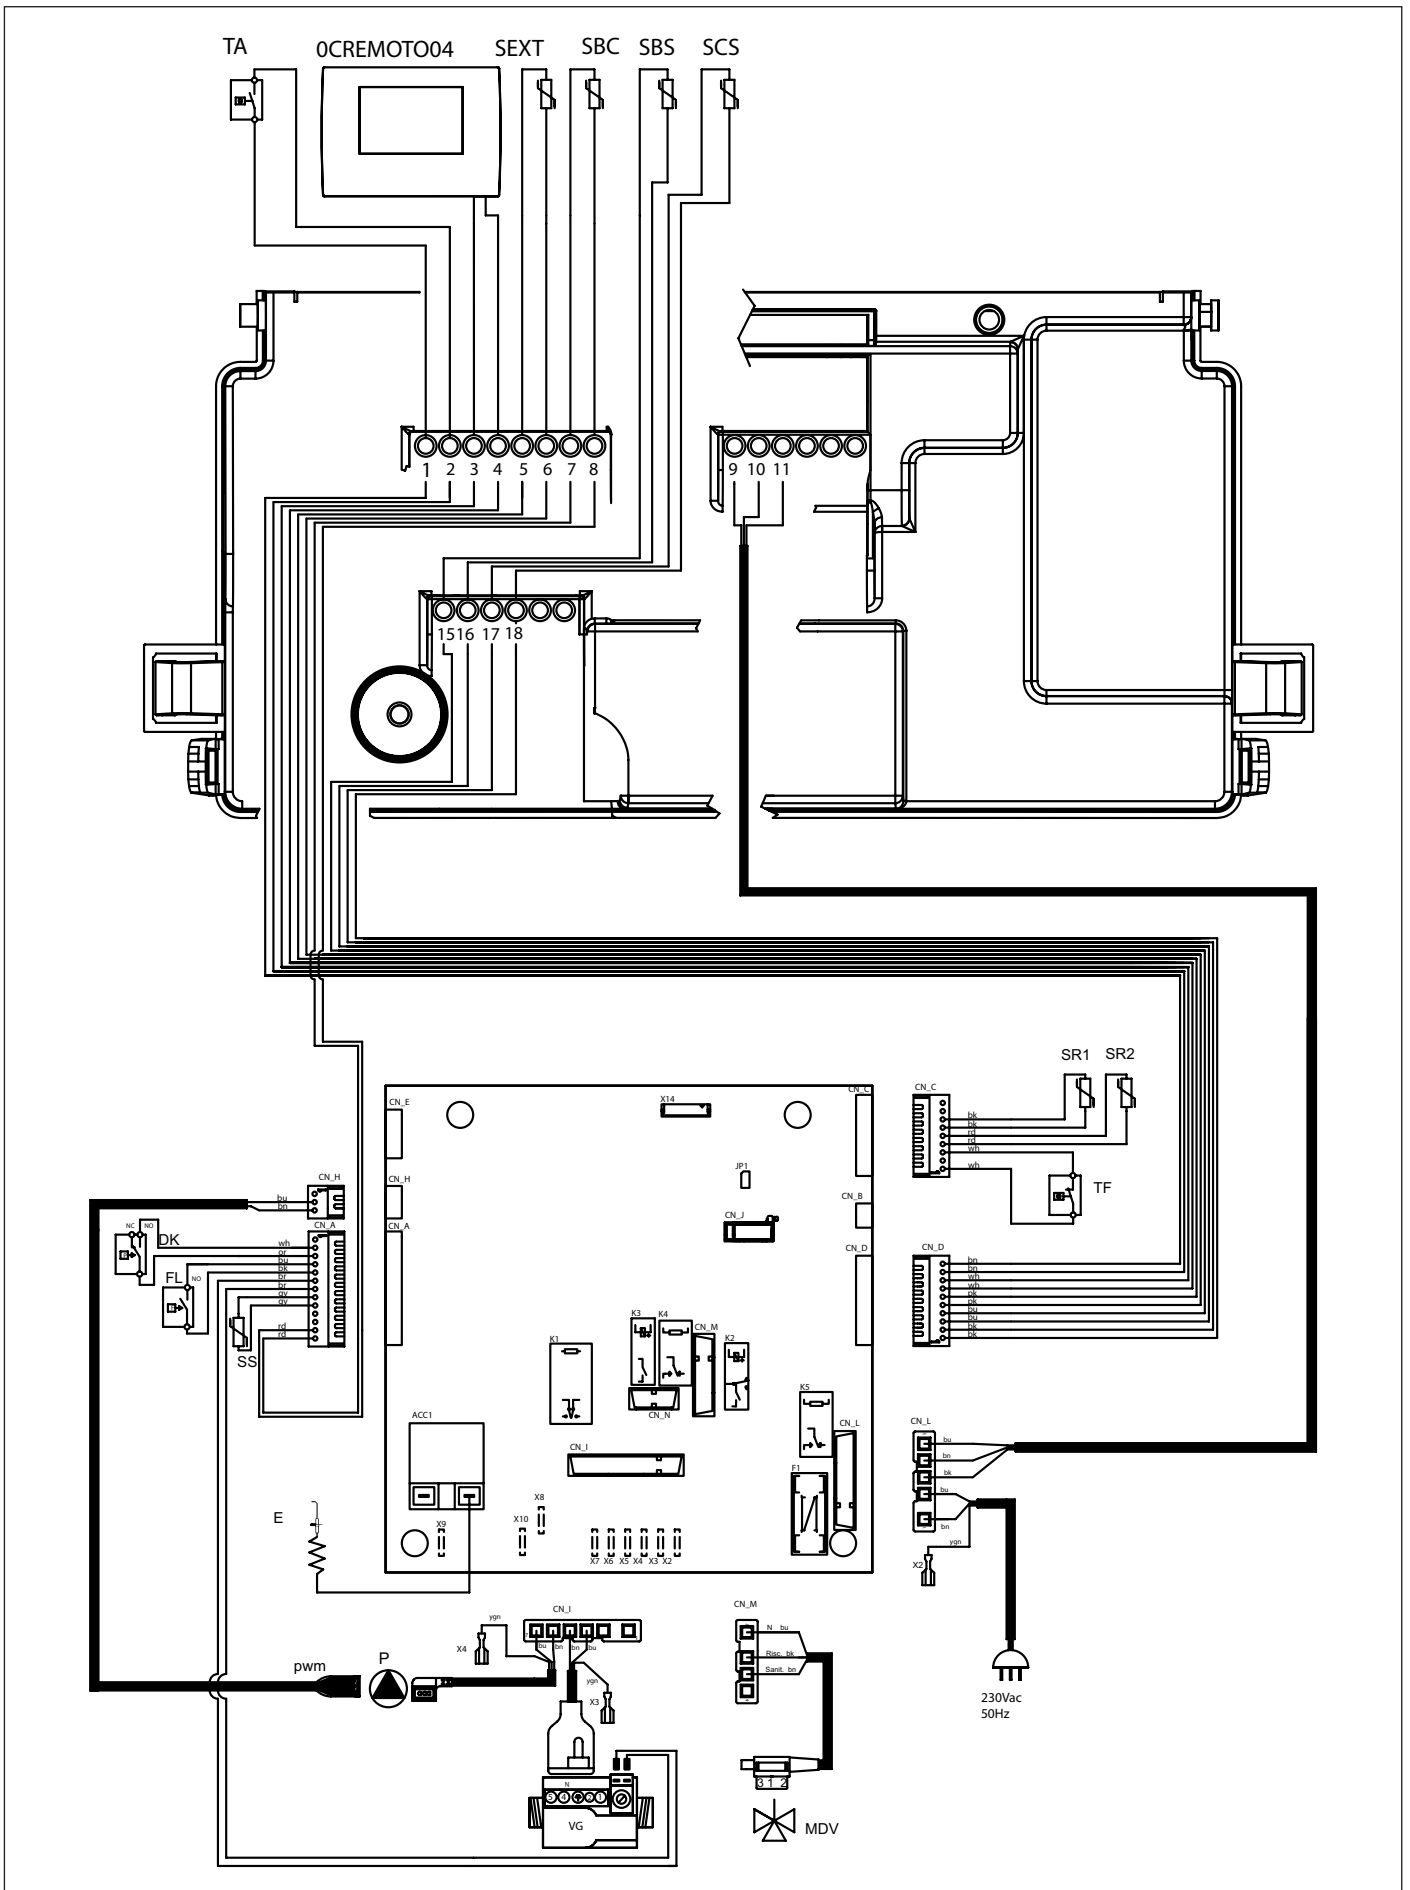 TA 0CREMOTO04 SEXT SBC SBS SCS
1 2 3 4 5 6 7 8
9 10 11
15 16 17 18
SR1 SR2
CN_E
X14
CN_C
CN_C
bk
bk
rd
rd
wh
wh
TF
JP1
CN_H
CN_H
bu
bn
CN_B
CN_J
CN_A
CN_A
CN_D
CN_D
NC NO
DK
wh
or
bu
bk
br
br
gy
gy
rd
rd
FL
NO
SS
bn
bn
wh
wh
pk
pk
bu
bu
bk
bk
K3 K4
CN_M
K2
K1
CN_N
K5
CN_L
CN_L
bu
bn
bk
bu
bn
ygn
X2
ACC1
CN_I
F1
E
X8
X9
X10
X7 X6 X5 X4 X3 X2
CN_I
ygn
X4
bu bn bn bu
ygn
X3
CN_M
N bu
Risc. bk
Sanit. bn
pwm
P
230Vac
50Hz
N
5 4 2 1
VG
3 1 2
MDV